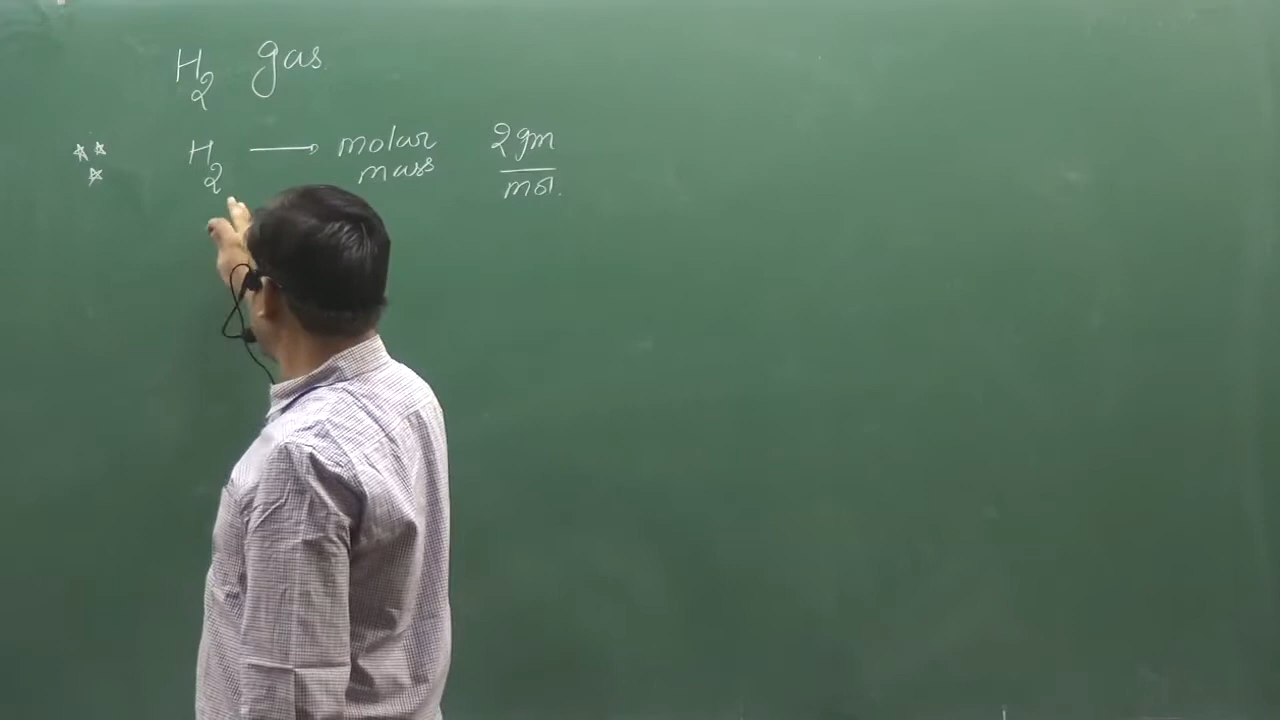 H₂ gas.
H₂ → molar mass 2gm/mol.